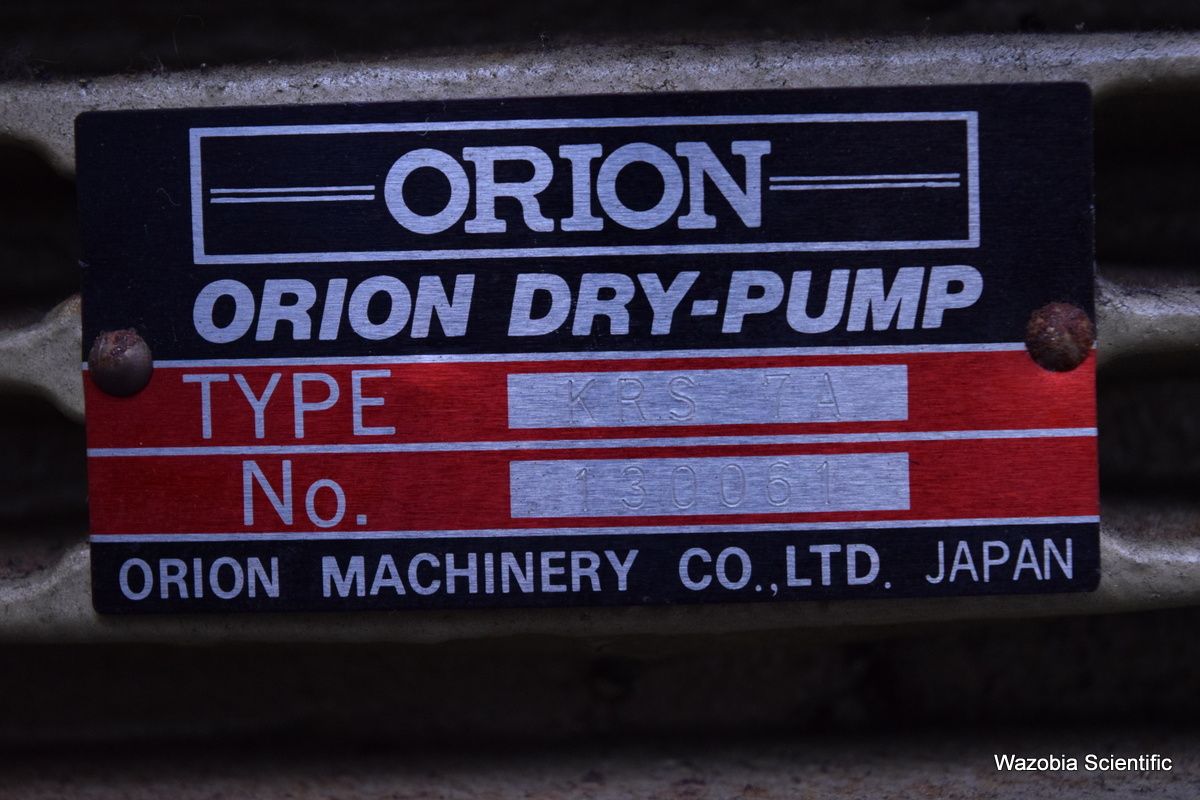 ORION
ORION DRY-PUMP
TYPE KRS 7A
No. 130061
ORION MACHINERY CO.,LTD. JAPAN
Wazobia Scientific